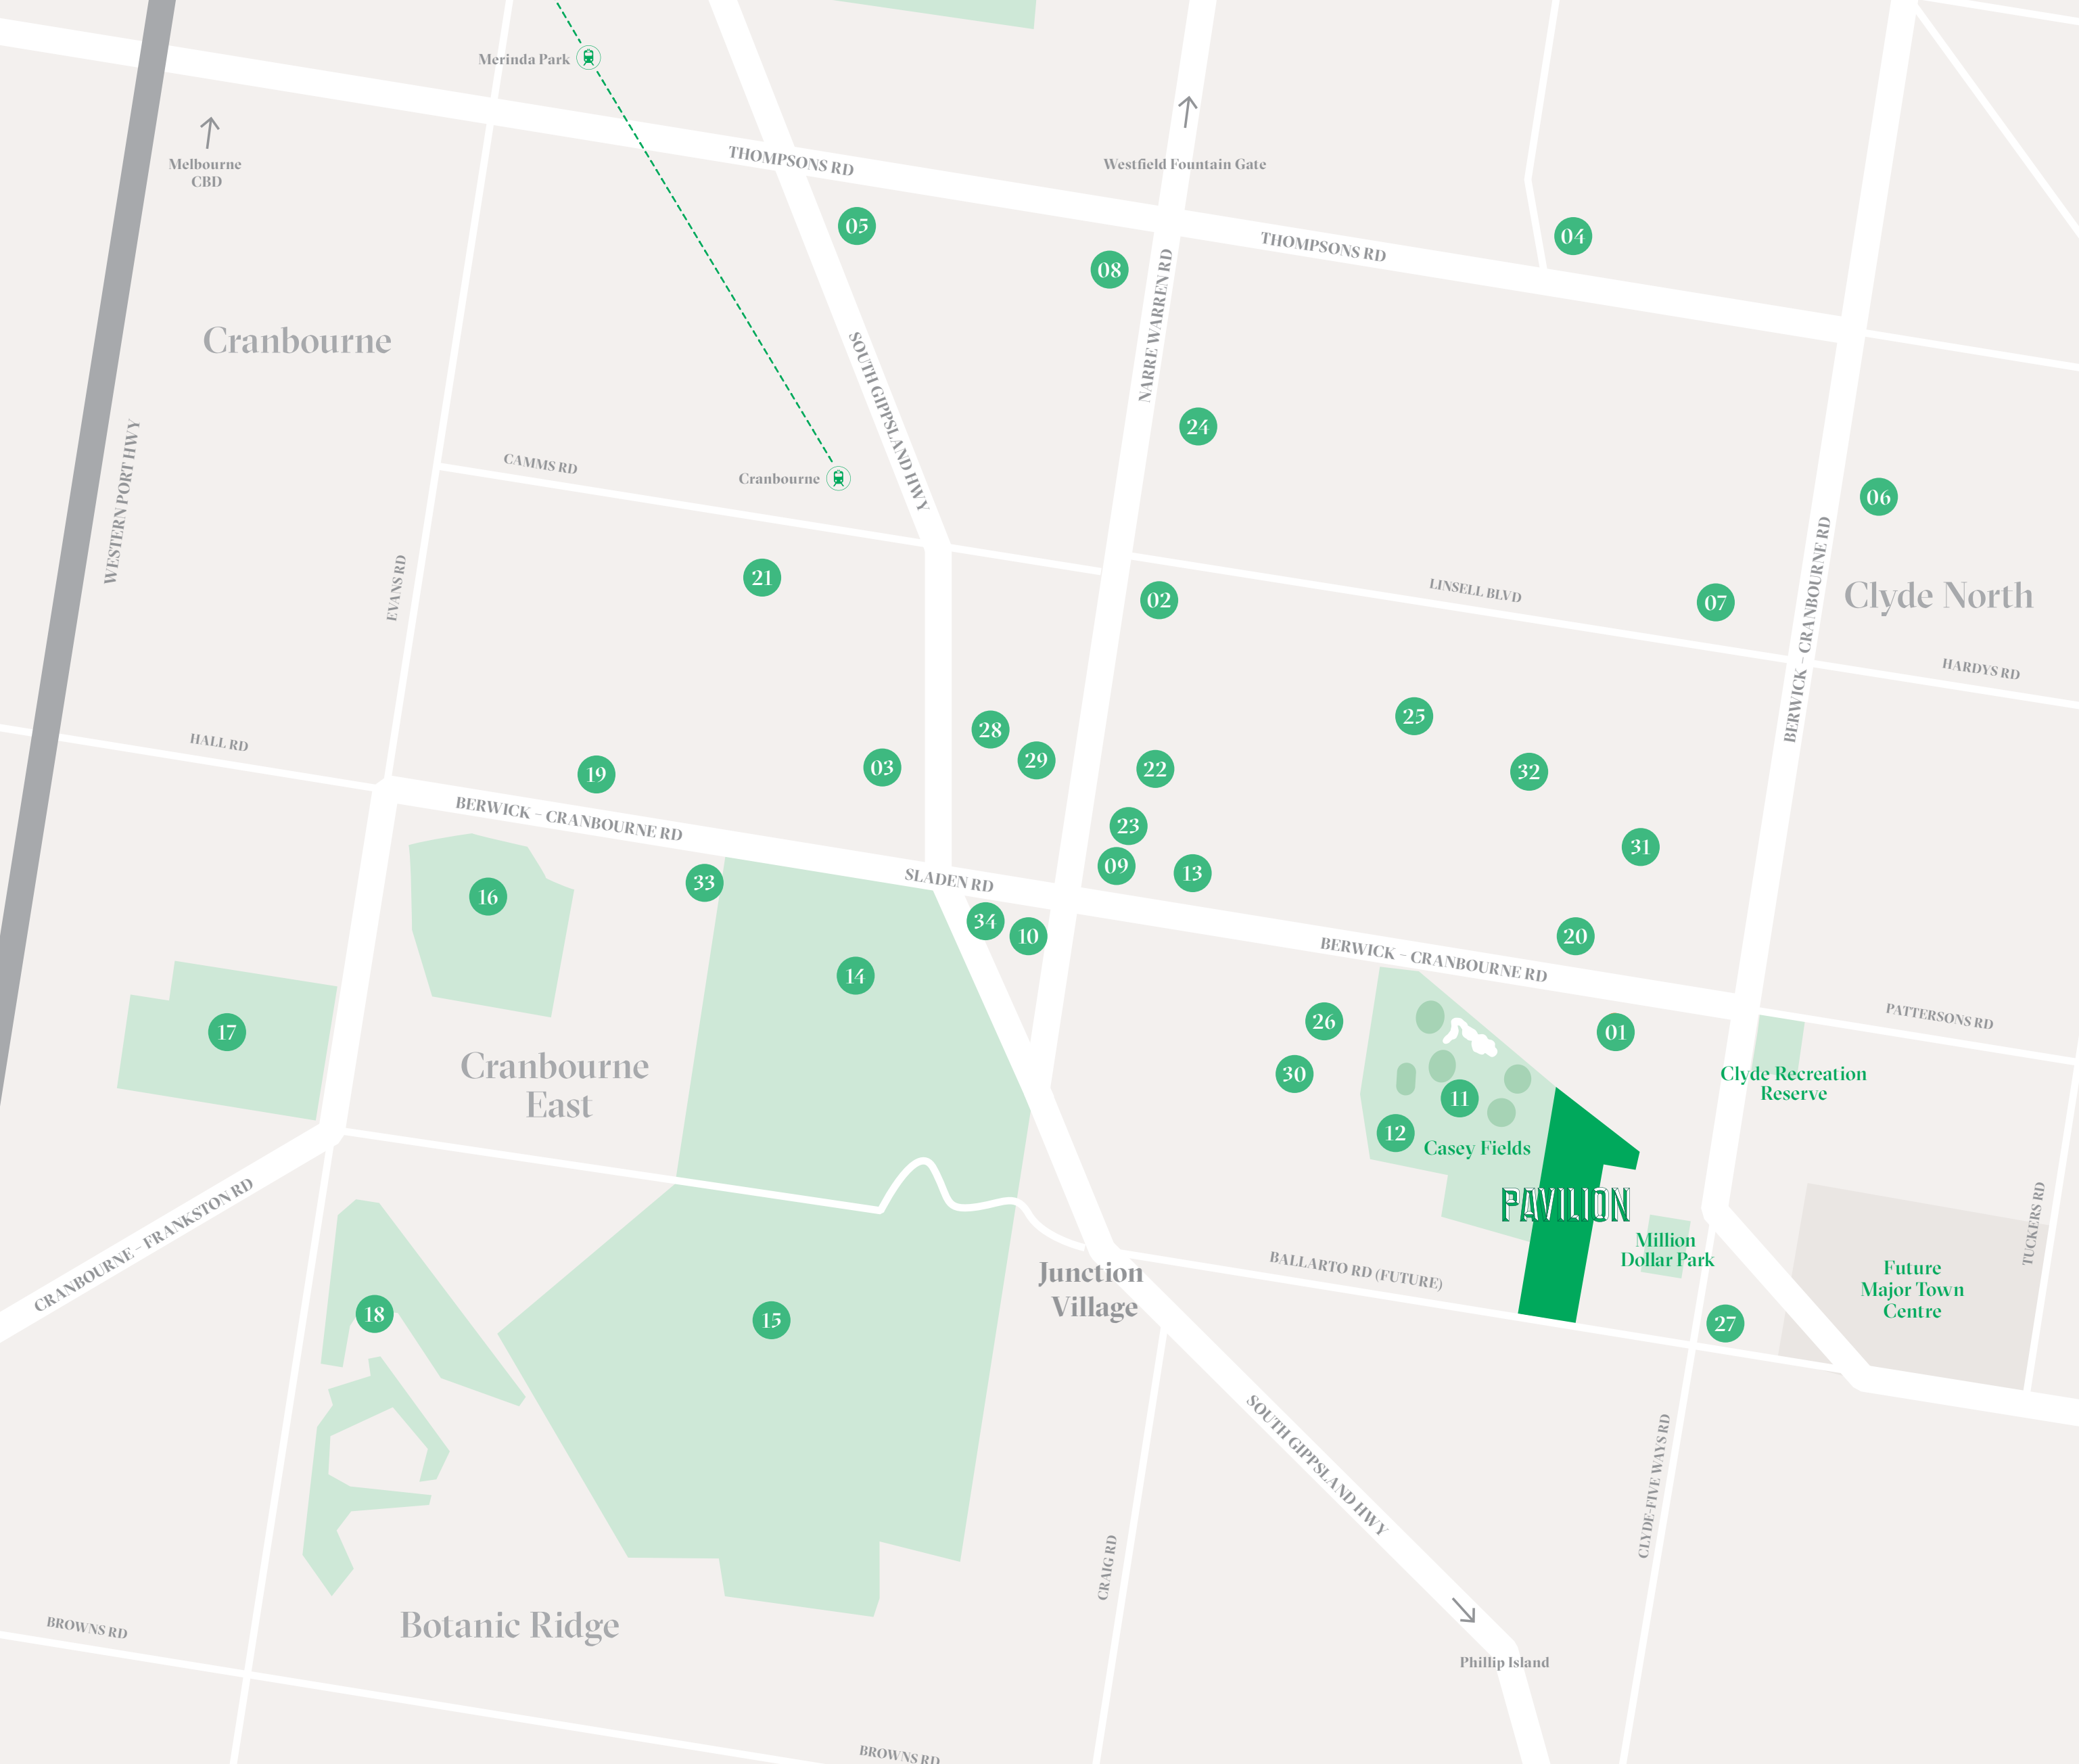 Merinda Park
Melbourne
CBD
THOMPSONS RD
Westfield Fountain Gate
05
08
THOMPSONS RD
04
Cranbourne
SOUTH GIPPSLAND HWY
NARRE WARREN RD
24
WESTERN PORT HWY
CAMMS RD
Cranbourne
06
EVANS RD
21
02
LINSELL BLVD
07
Clyde North
BERWICK – CRANBOURNE RD
HARDYS RD
HALL RD
19
03
28
29
22
25
32
BERWICK – CRANBOURNE RD
23
31
16
33
SLADEN RD
09
13
34
10
20
BERWICK – CRANBOURNE RD
14
17
26
01
PATTERSONS RD
Cranbourne
East
30
11
Clyde Recreation
Reserve
12
Casey Fields
CRANBOURNE – FRANKSTON RD
PAVILION
TUCKERS RD
Junction
Village
BALLARTO RD (FUTURE)
Million
Dollar Park
Future
Major Town
Centre
18
15
27
SOUTH GIPPSLAND HWY
CLYDE-FIVE WAYS RD
CRAIG RD
Botanic Ridge
BROWNS RD
Phillip Island
BROWNS RD